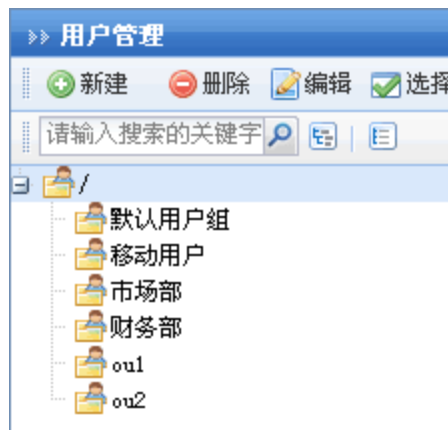 用户管理
新建 删除 编辑 选择
请输入搜索的关键字
/
默认用户组
移动用户
市场部
财务部
ou1
ou2